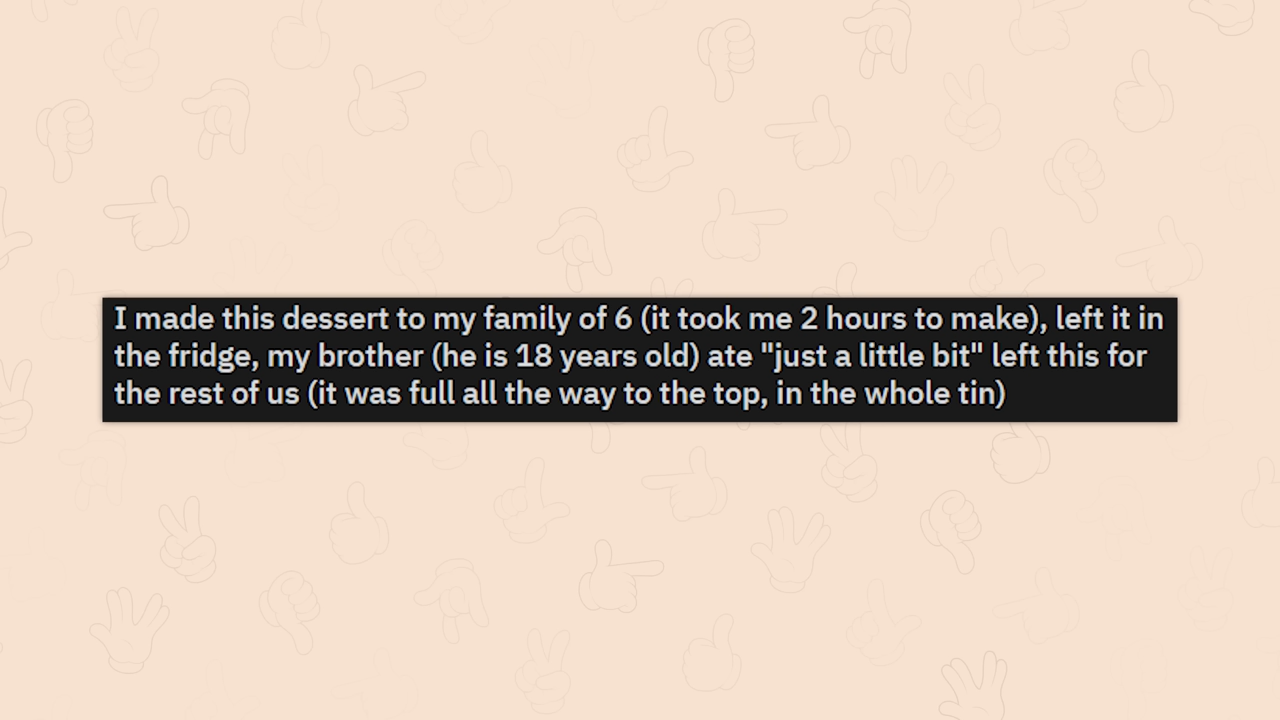 I made this dessert to my family of 6 (it took me 2 hours to make), left it in
the fridge, my brother (he is 18 years old) ate "just a little bit" left this for
the rest of us (it was full all the way to the top, in the whole tin)